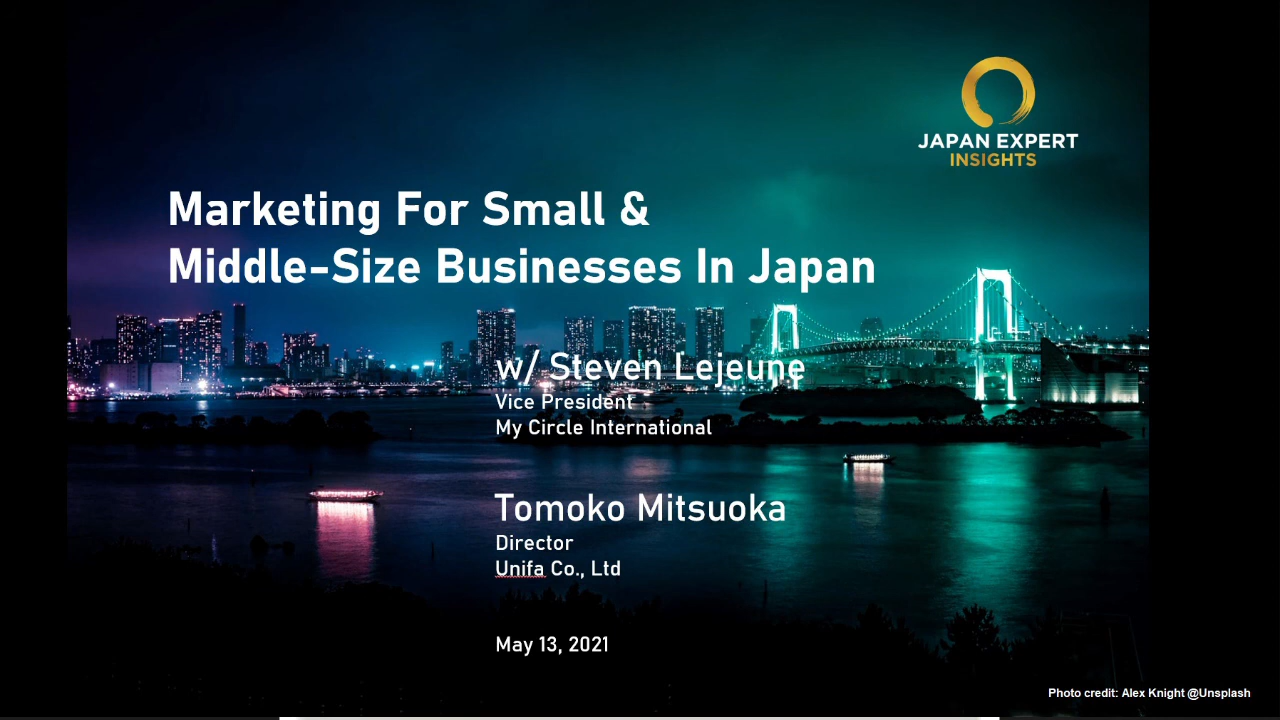 JAPAN EXPERT
INSIGHTS
Marketing For Small &
Middle-Size Businesses In Japan
w/ Steven Lejeune
Vice President
My Circle International
Tomoko Mitsuoka
Director
Unifa Co., Ltd
May 13, 2021
Photo credit: Alex Knight @Unsplash